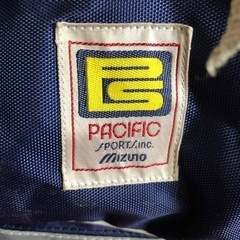 PS
PACIFIC
SPORTS, inc.
mizuno